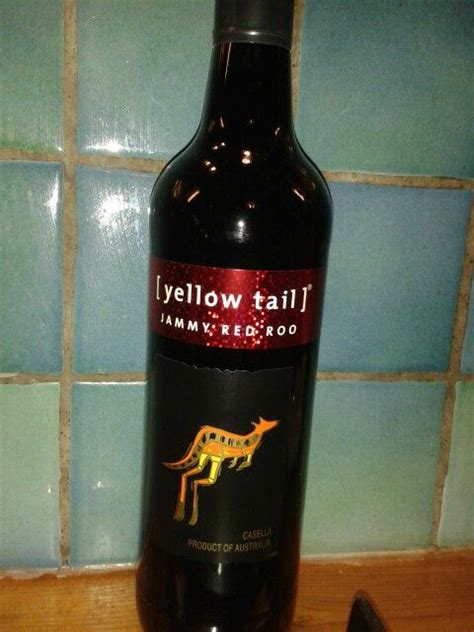 [ yellow tail ]®
JAMMY RED ROO
CASELLA
PRODUCT OF AUSTRALIA